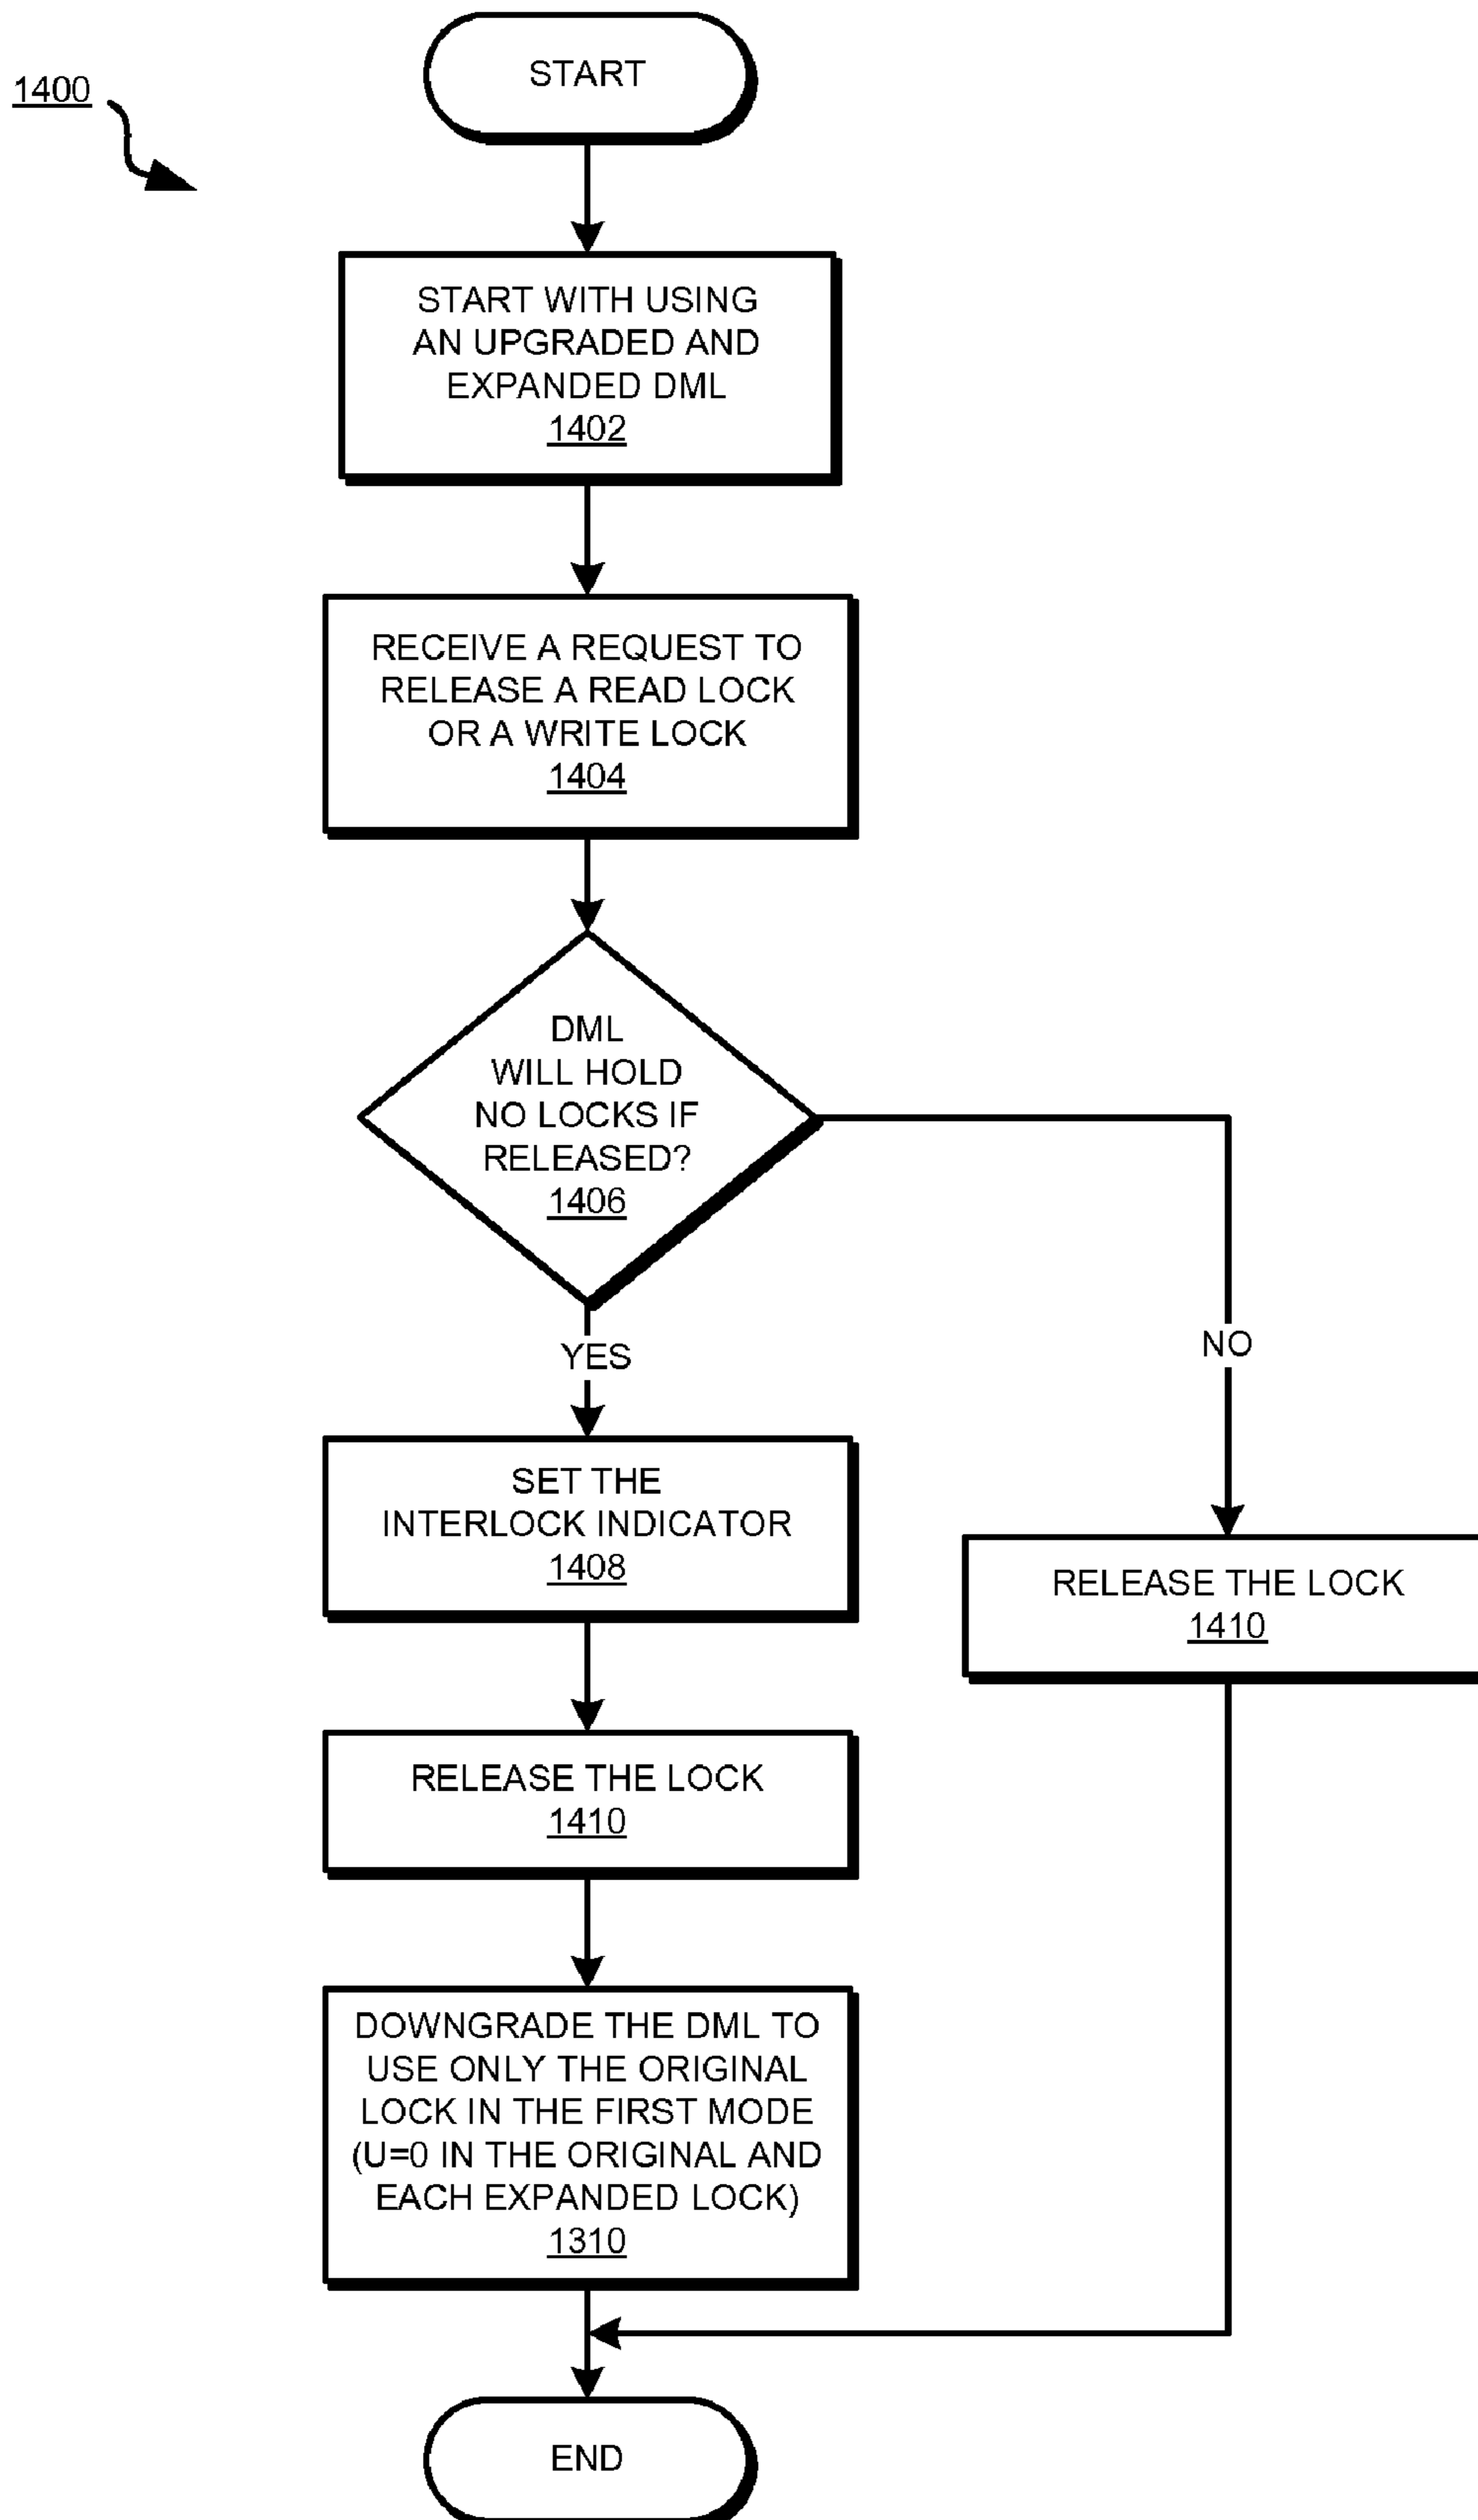 1400
START
START WITH USING
AN UPGRADED AND
EXPANDED DML
1402
RECEIVE A REQUEST TO
RELEASE A READ LOCK
OR A WRITE LOCK
1404
DML
WILL HOLD
NO LOCKS IF
RELEASED?
1406
YES
NO
SET THE
INTERLOCK INDICATOR
1408
RELEASE THE LOCK
1410
RELEASE THE LOCK
1410
DOWNGRADE THE DML TO
USE ONLY THE ORIGINAL
LOCK IN THE FIRST MODE
(U=0 IN THE ORIGINAL AND
EACH EXPANDED LOCK)
1310
END